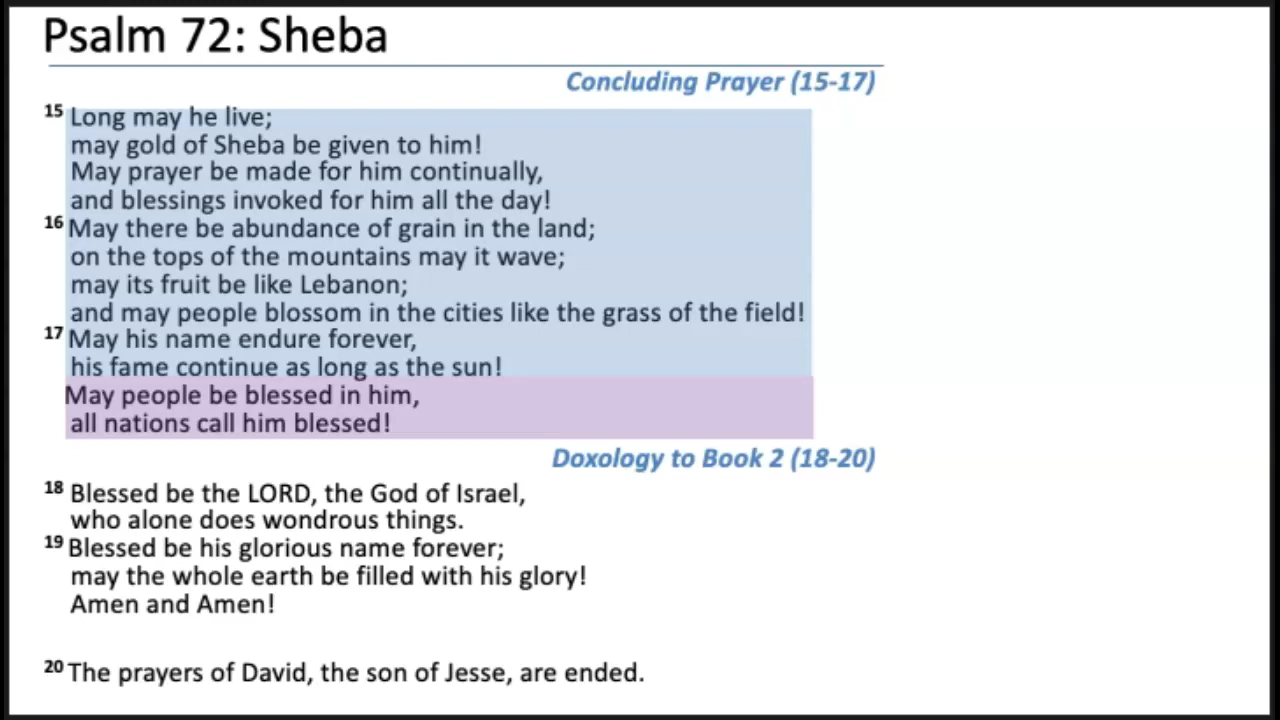 Psalm 72: Sheba
Concluding Prayer (15-17)
15 Long may he live;
may gold of Sheba be given to him!
May prayer be made for him continually,
and blessings invoked for him all the day!
16 May there be abundance of grain in the land;
on the tops of the mountains may it wave;
may its fruit be like Lebanon;
and may people blossom in the cities like the grass of the field!
17 May his name endure forever,
his fame continue as long as the sun!
May people be blessed in him,
all nations call him blessed!
Doxology to Book 2 (18-20)
18 Blessed be the LORD, the God of Israel,
who alone does wondrous things.
19 Blessed be his glorious name forever;
may the whole earth be filled with his glory!
Amen and Amen!
20 The prayers of David, the son of Jesse, are ended.